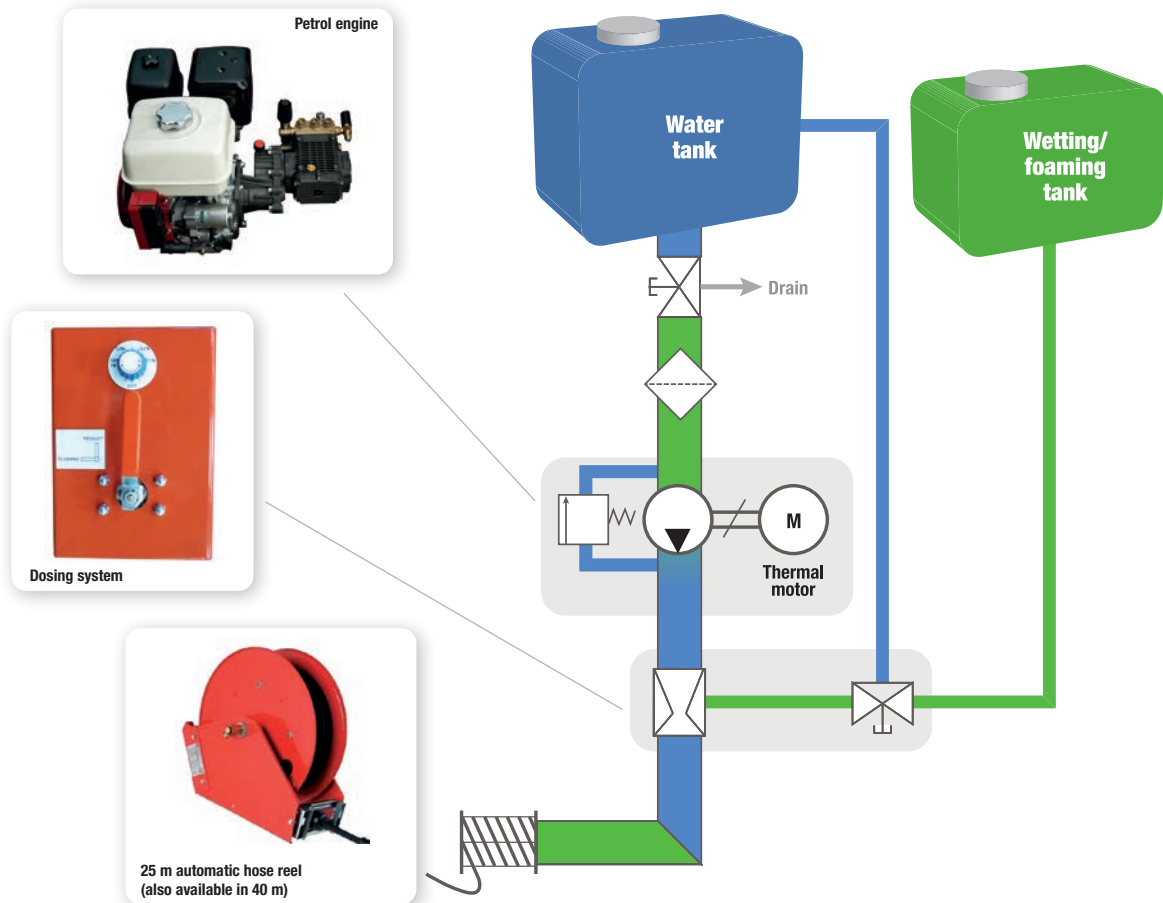 Petrol engine
Water
tank
Wetting/
foaming
tank
Drain
Dosing system
M
Thermal
motor
25 m automatic hose reel
(also available in 40 m)